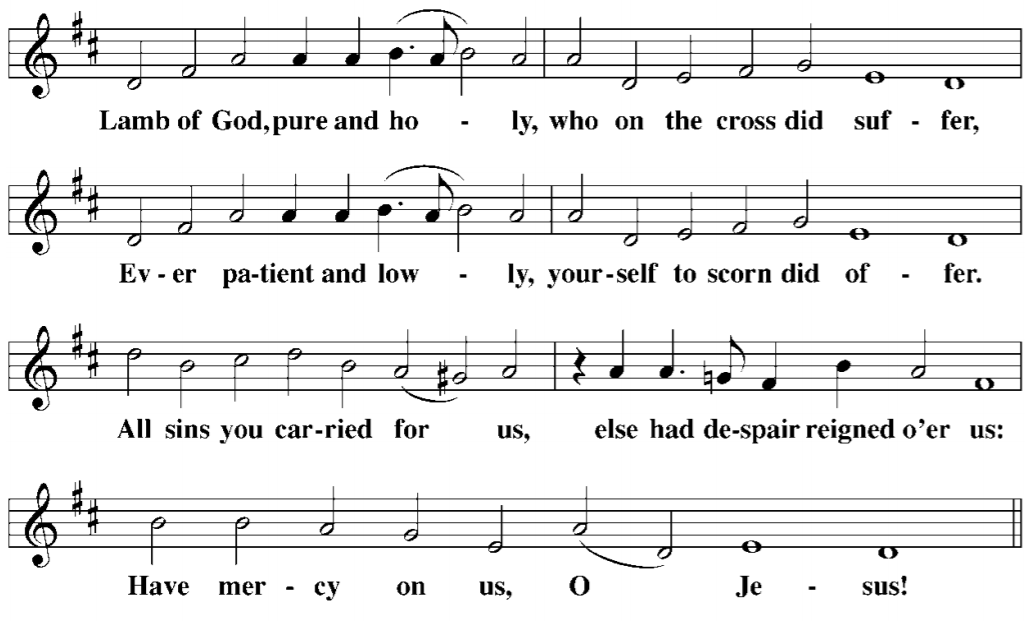 Lamb of God, pure and ho - ly, who on the cross did suf - fer,
Ev - er pa-tient and low - ly, your-self to scorn did of - fer.
All sins you car-ried for us, else had de-spair reigned o'er us:
Have mer - cy on us, O Je - sus!